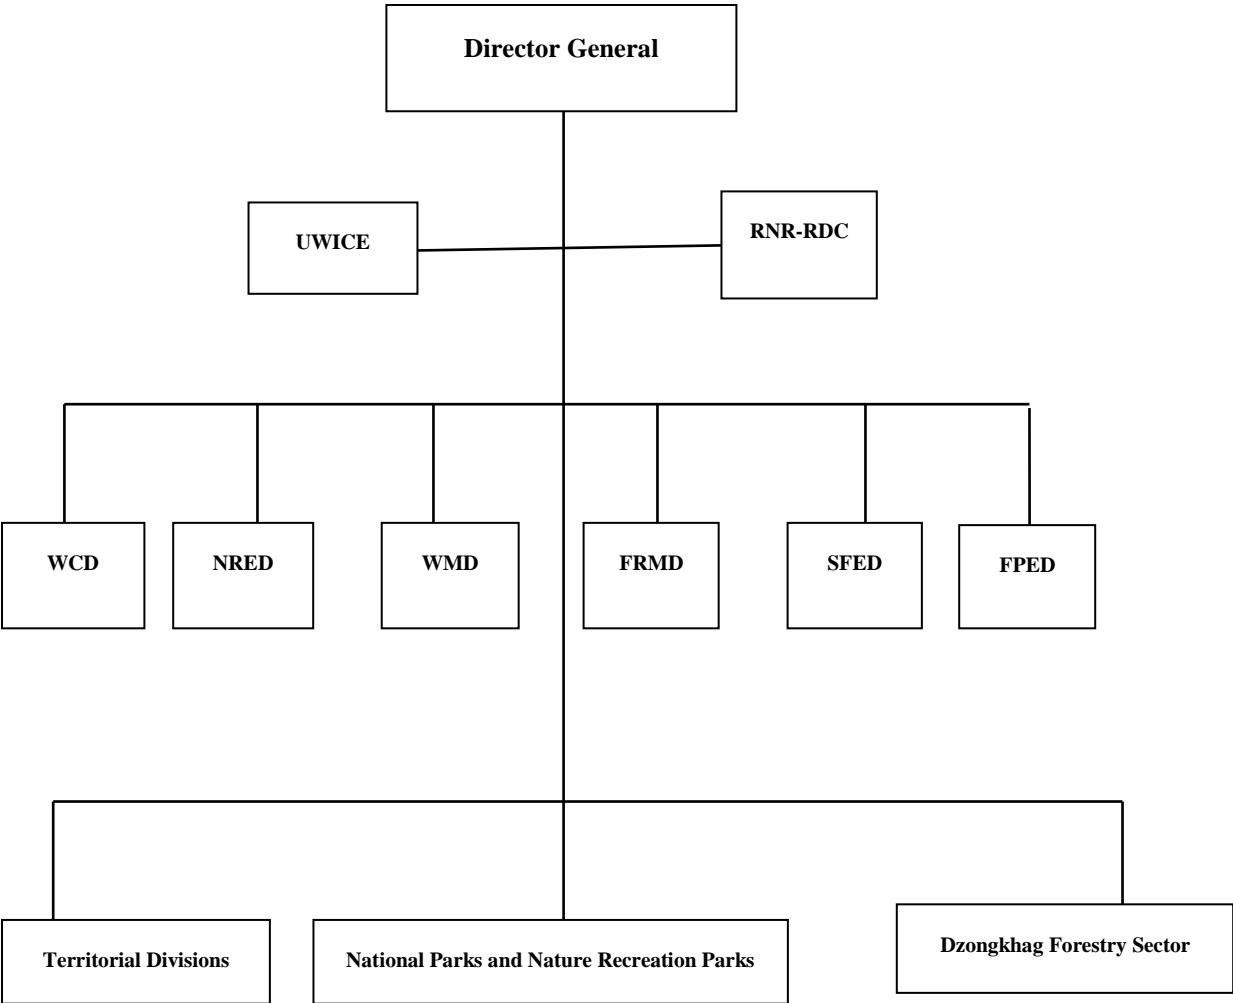 Director General
UWICE
RNR-RDC
WCD
NRED
WMD
FRMD
SFED
FPED
Territorial Divisions
National Parks and Nature Recreation Parks
Dzongkhag Forestry Sector